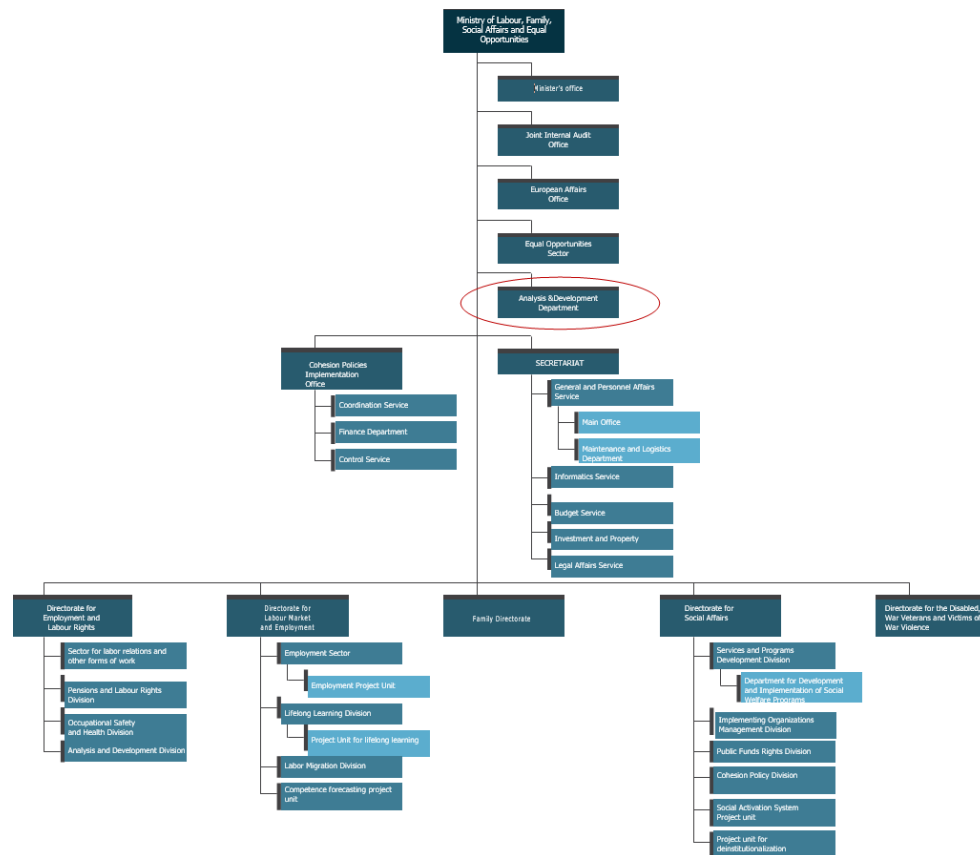 Ministry of Labour, Family,
Social Affairs and Equal
Opportunities
Minister's office
Joint Internal Audit
Office
European Affairs
Office
Equal Opportunities
Sector
Analysis &Development
Department
Cohesion Policies
Implementation
Office
Coordination Service
Finance Department
Control Service
SECRETARIAT
General and Personnel Affairs
Service
Main Office
Maintenance and Logistics
Department
Informatics Service
Budget Service
Investment and Property
Legal Affairs Service
Directorate for
Employment and
Labour Rights
Sector for labor relations and
other forms of work
Pensions and Labour Rights
Division
Occupational Safety
and Health Division
Analysis and Development Division
Directorate for
Labour Market
and Employment
Employment Sector
Employment Project Unit
Lifelong Learning Division
Project Unit for lifelong learning
Labor Migration Division
Competence forecasting project
unit
Family Directorate
Directorate for
Social Affairs
Services and Programs
Development Division
Department for Development
and Implementation of Social
Welfare Programs
Implementing Organizations
Management Division
Public Funds Rights Division
Cohesion Policy Division
Social Activation System
Project unit
Project unit for
deinstitutionalization
Directorate for the Disabled,
War Veterans and Victims of
War Violence